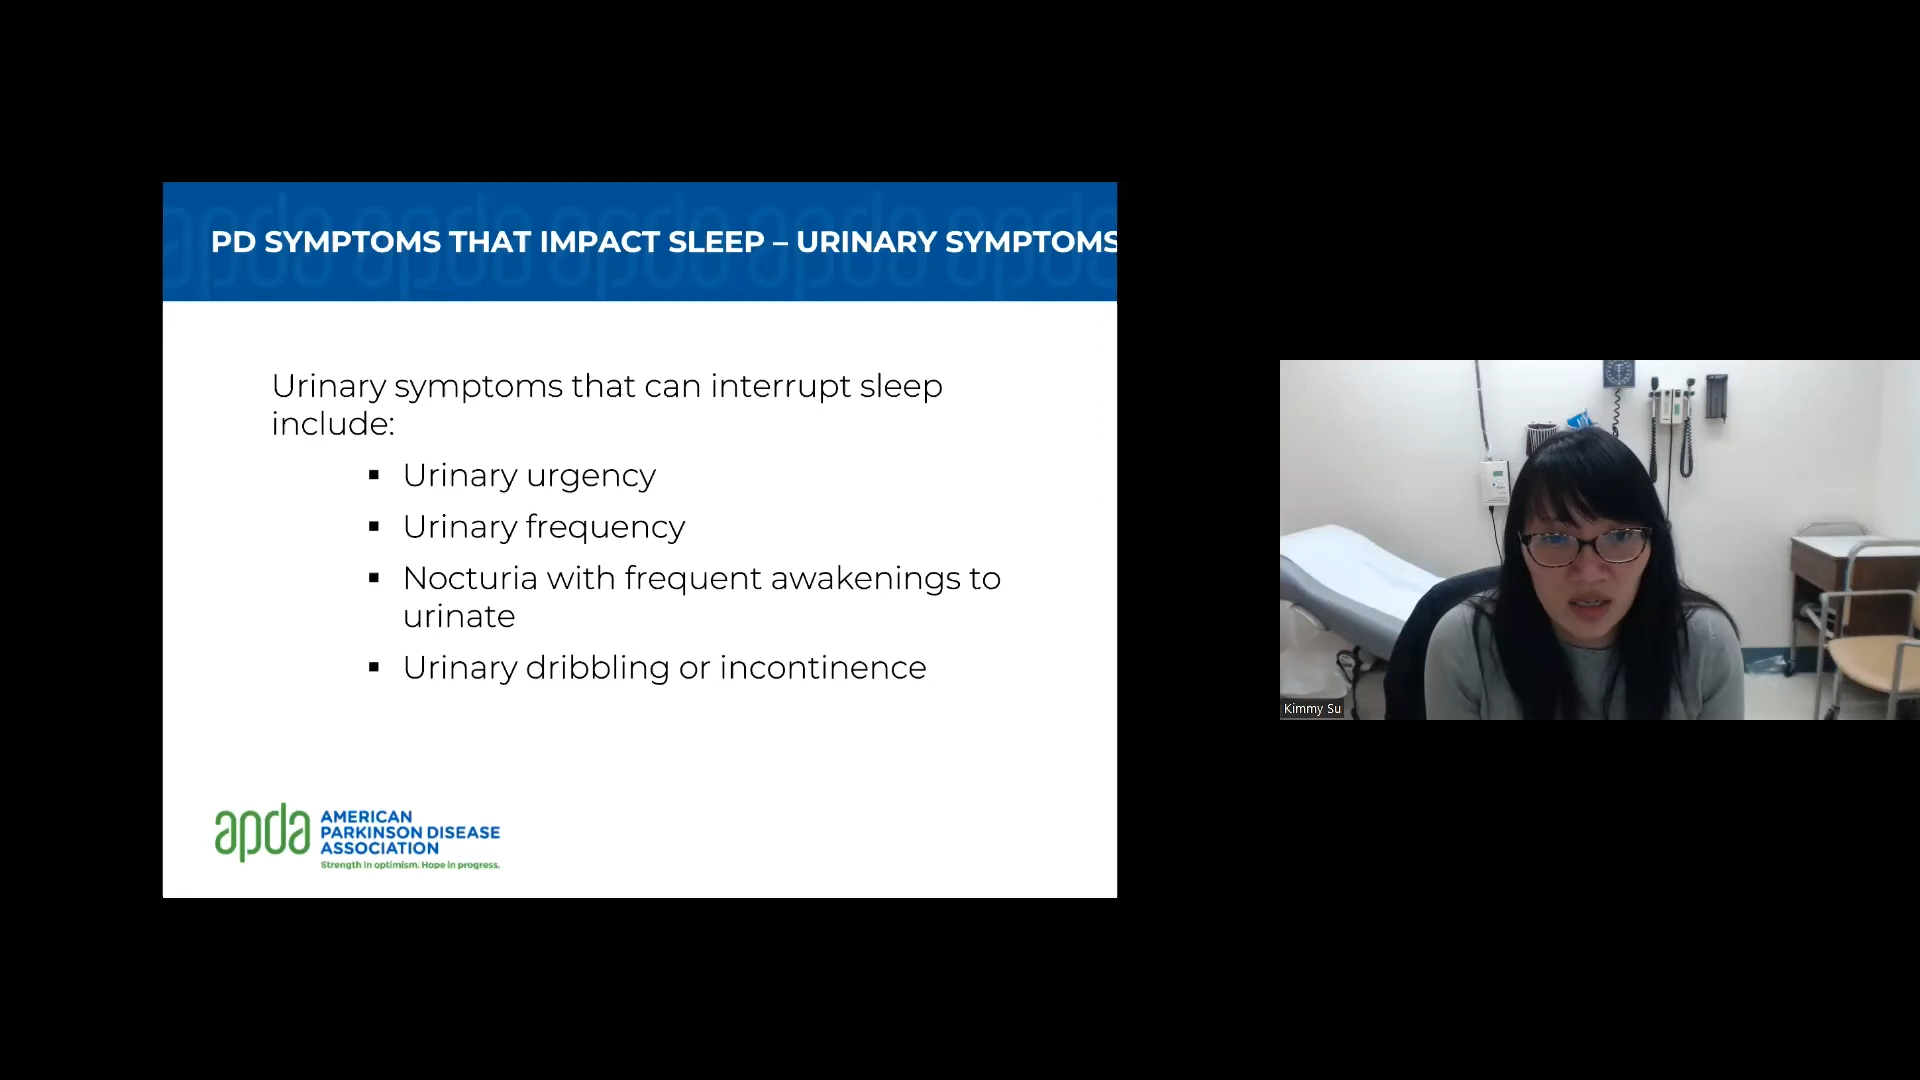 PD SYMPTOMS THAT IMPACT SLEEP – URINARY SYMPTOMS
Urinary symptoms that can interrupt sleep
include:
▪ Urinary urgency
▪ Urinary frequency
▪ Nocturia with frequent awakenings to
urinate
▪ Urinary dribbling or incontinence
apda
AMERICAN
PARKINSON DISEASE
ASSOCIATION
Strength in optimism. Hope in progress.
Kimmy Su